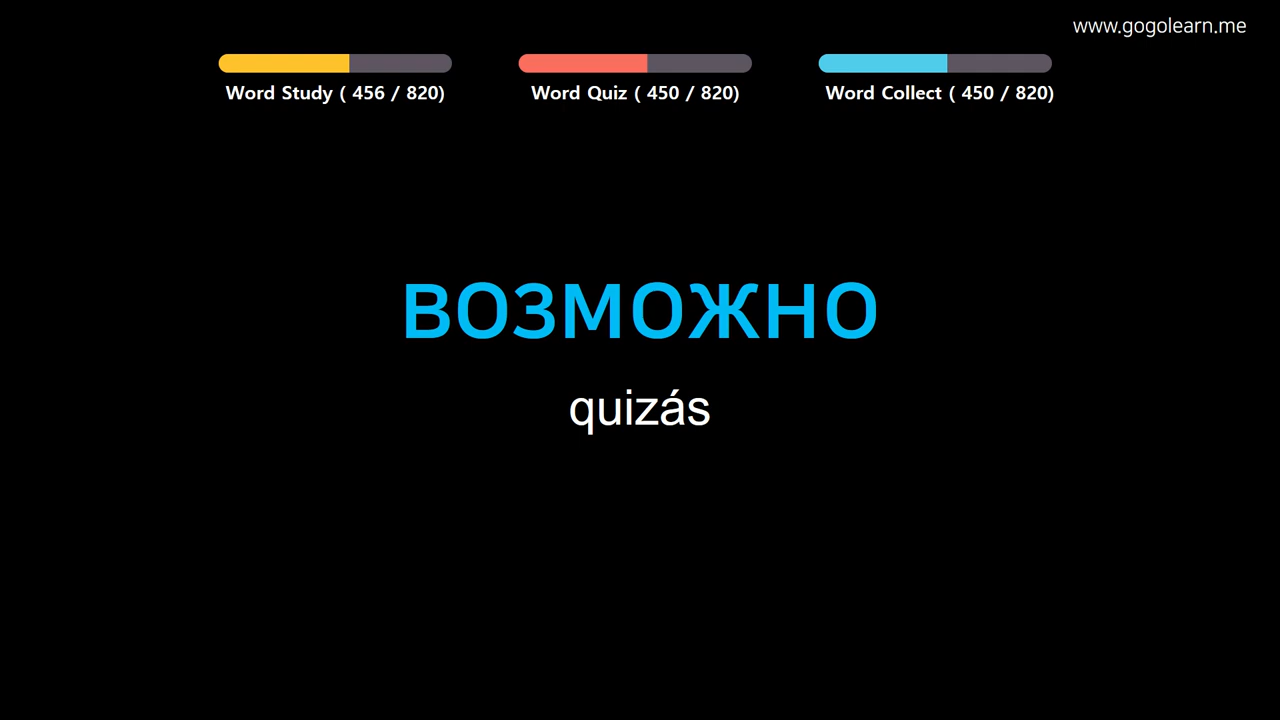 www.gogolearn.me
Word Study ( 456 / 820)
Word Quiz ( 450 / 820)
Word Collect ( 450 / 820)
возможно
quizás